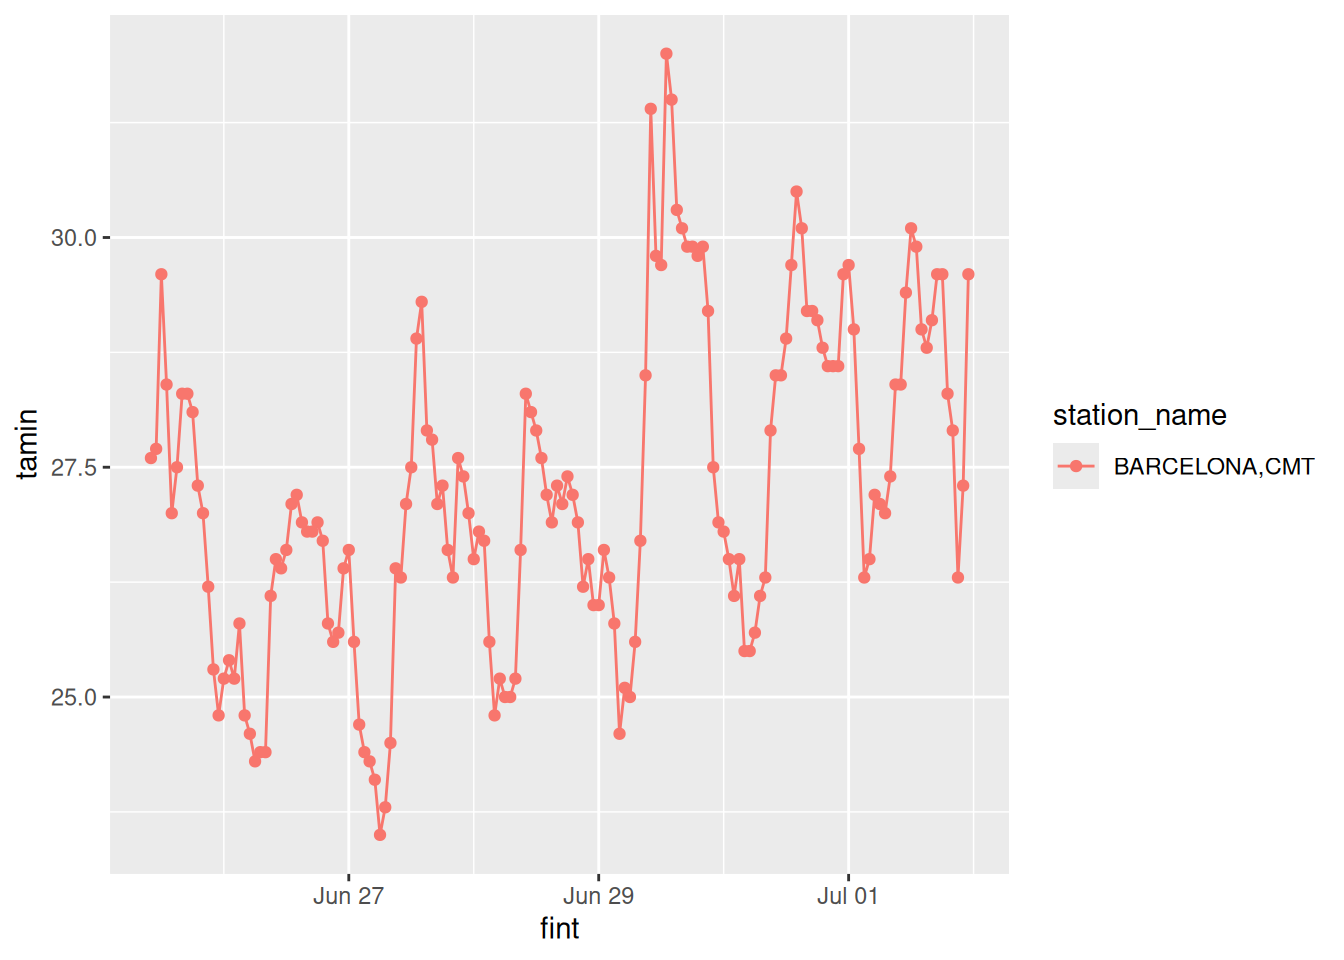 30.0
27.5
25.0
tamin
Jun 27
Jun 29
Jul 01
fint
station_name
BARCELONA,CMT